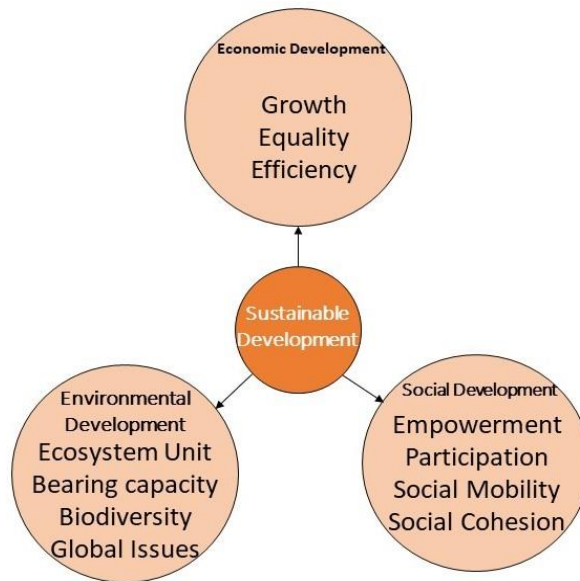 Economic Development
Growth
Equality
Efficiency
Sustainable
Development
Environmental
Development
Ecosystem Unit
Bearing capacity
Biodiversity
Global Issues
Social Development
Empowerment
Participation
Social Mobility
Social Cohesion